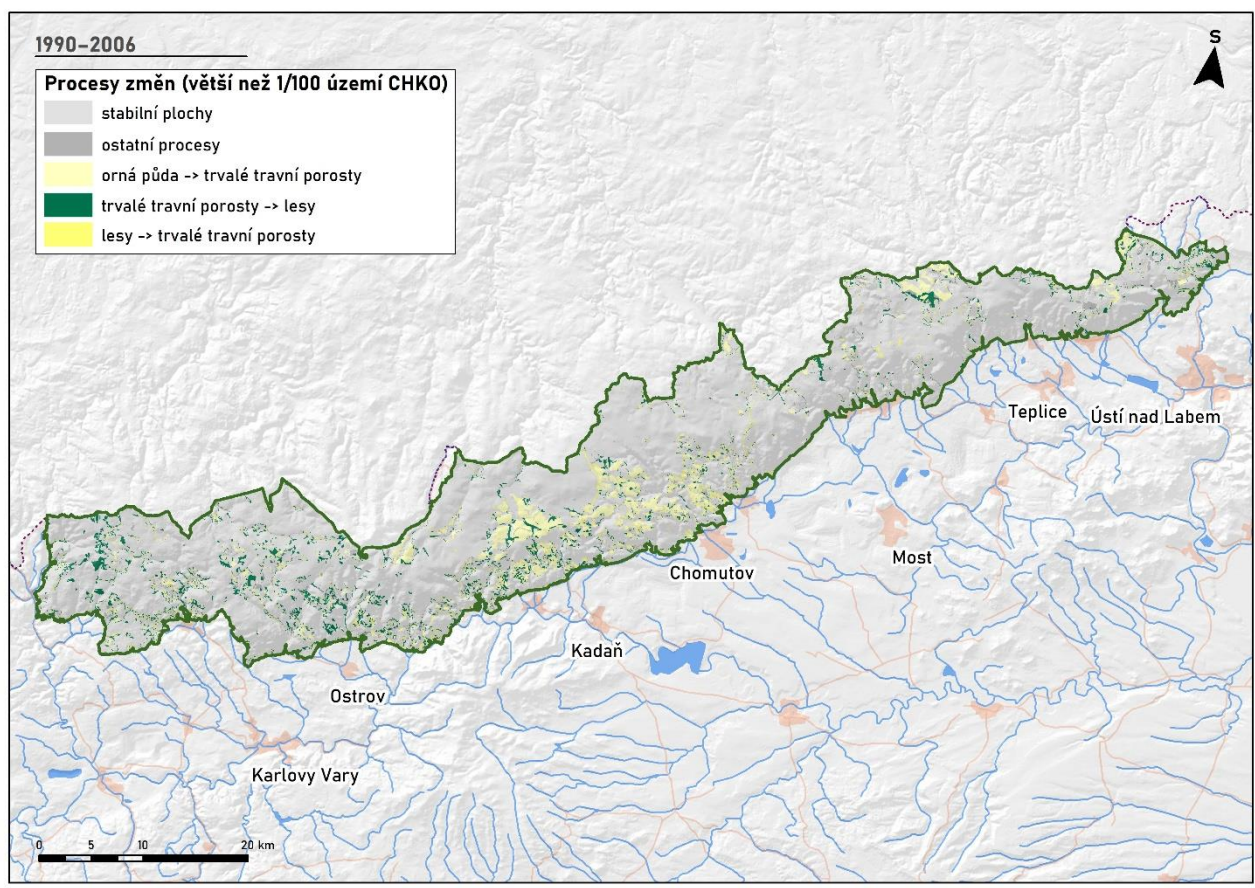 1990–2006
S
Procesy změn (větší než 1/100 území CHKO)
stabilní plochy
ostatní procesy
orná půda -> trvalé travní porosty
trvalé travní porosty -> lesy
lesy -> trvalé travní porosty
Teplice
Ústí nad Labem
Most
Chomutov
Kadaň
Ostrov
Karlovy Vary
0 5 10 20 km